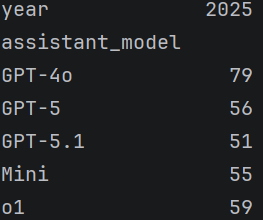 year 2025
assistant_model
GPT-4o 79
GPT-5 56
GPT-5.1 51
Mini 55
o1 59